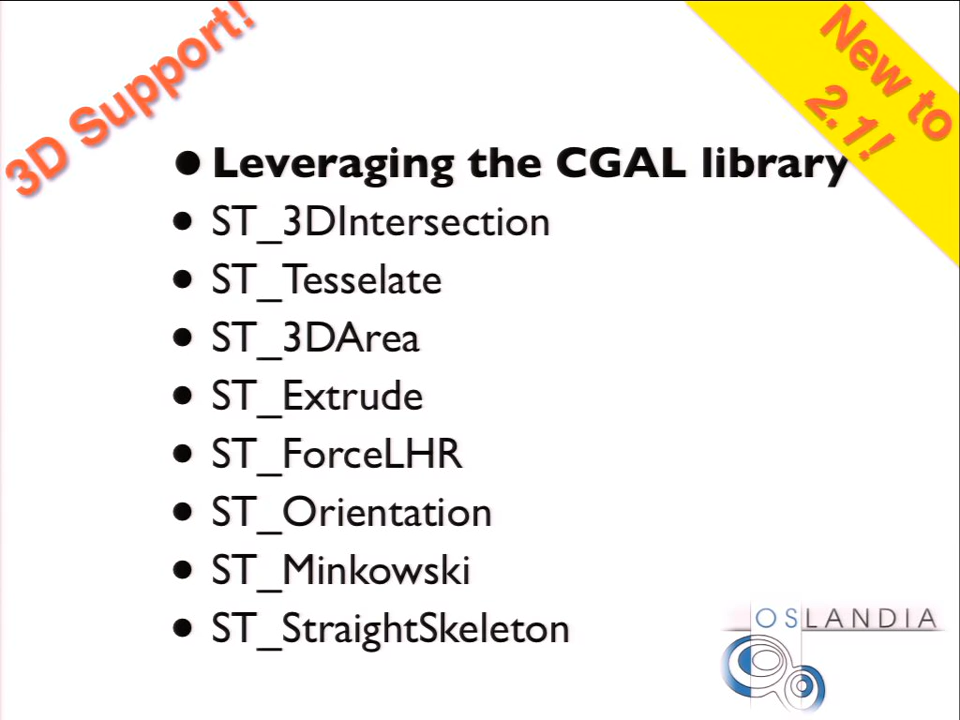 3D Support!
New to
2.1!
• Leveraging the CGAL library
• ST_3DIntersection
• ST_Tesselate
• ST_3DArea
• ST_Extrude
• ST_ForceLHR
• ST_Orientation
• ST_Minkowski
• ST_StraightSkeleton
OSLANDIA